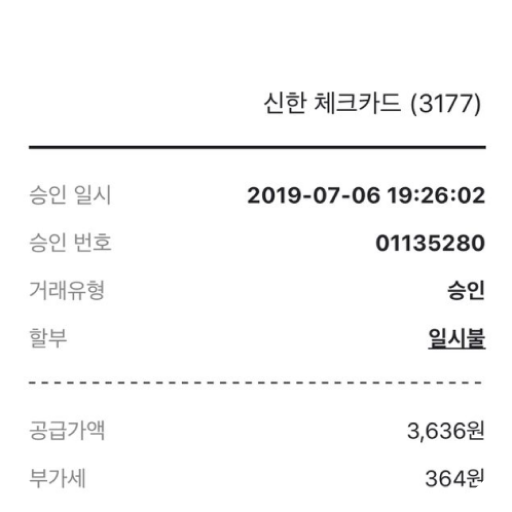 신한 체크카드 (3177)
승인 일시 2019-07-06 19:26:02
승인 번호 01135280
거래유형 승인
할부 일시불
공급가액 3,636원
부가세 364원